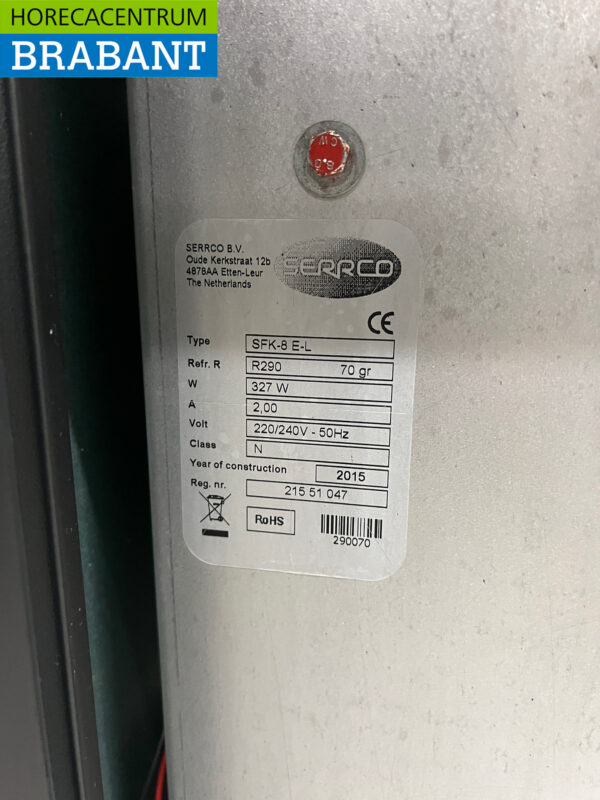 HORECACENTRUM
BRABANT
C W
6.0
SERRCO B.V.
Oude Kerkstraat 12b
4878AA Etten-Leur
The Netherlands
SERRCO
CE
Type SFK-8 E-L
Refr. R R290 70 gr
W 327 W
A 2,00
Volt 220/240V - 50Hz
Class N
Year of construction 2015
Reg. nr. 215 51 047
RoHS
290070